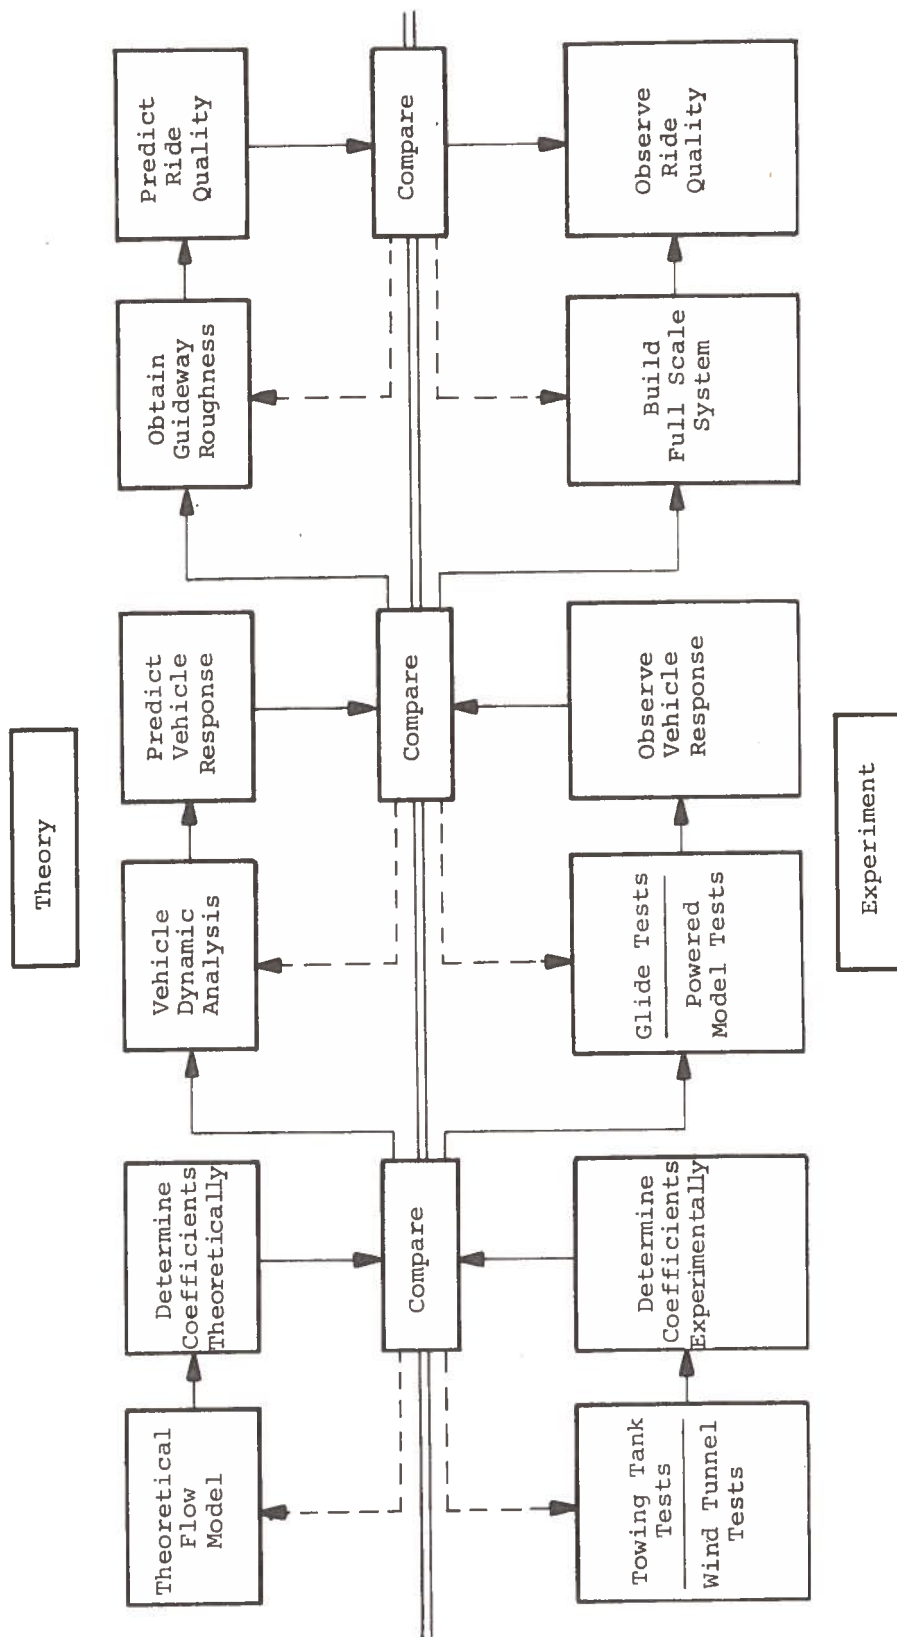 Theory
Theoretical
Flow
Model
Determine
Coefficients
Theoretically
Vehicle
Dynamic
Analysis
Predict
Vehicle
Response
Obtain
Guideway
Roughness
Predict
Ride
Quality
Compare
Compare
Compare
Towing Tank
Tests
Wind Tunnel
Tests
Determine
Coefficients
Experimentally
Glide Tests
Powered
Model Tests
Observe
Vehicle
Response
Build
Full Scale
System
Observe
Ride
Quality
Experiment